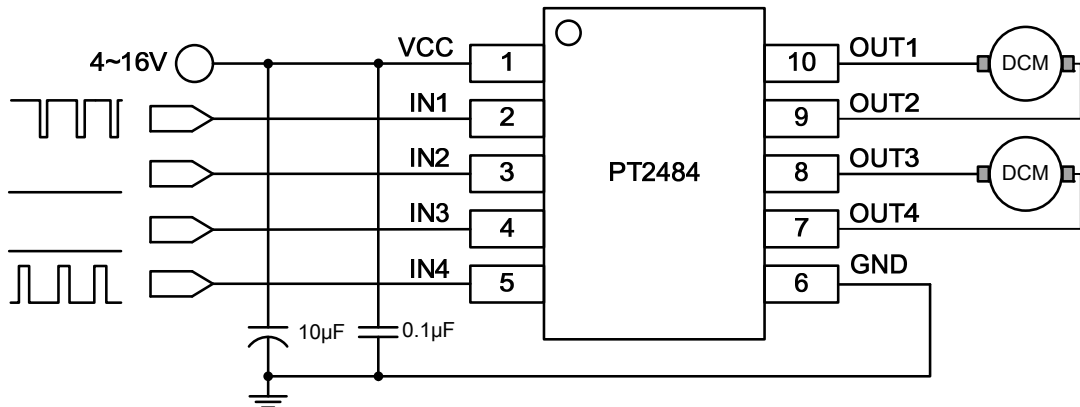 VCC
4~16V
1
10
OUT1
DCM
IN1
2
9
OUT2
IN2
3
PT2484
8
OUT3
DCM
IN3
4
7
OUT4
IN4
5
6
GND
10µF
0.1µF